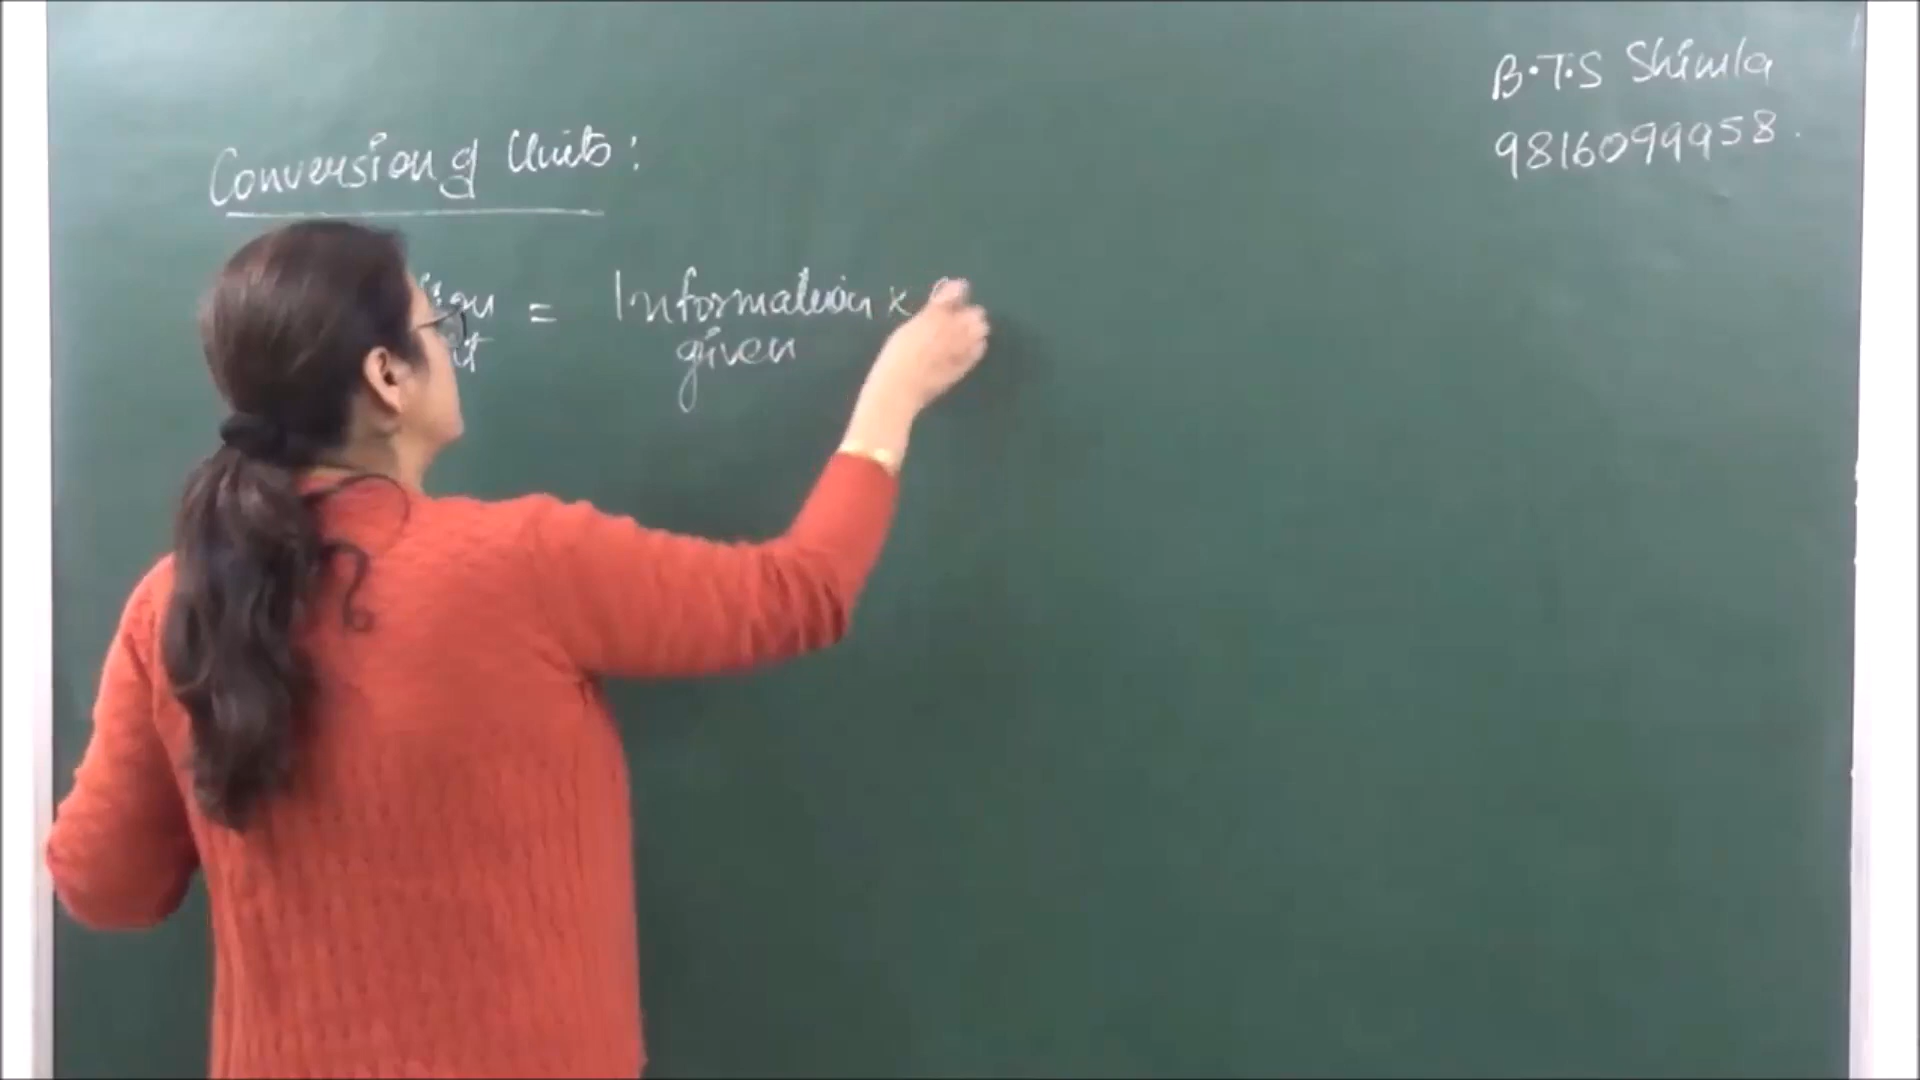 B.T.S Shimla
9816099958.
Conversion of Units:
= Information x
given